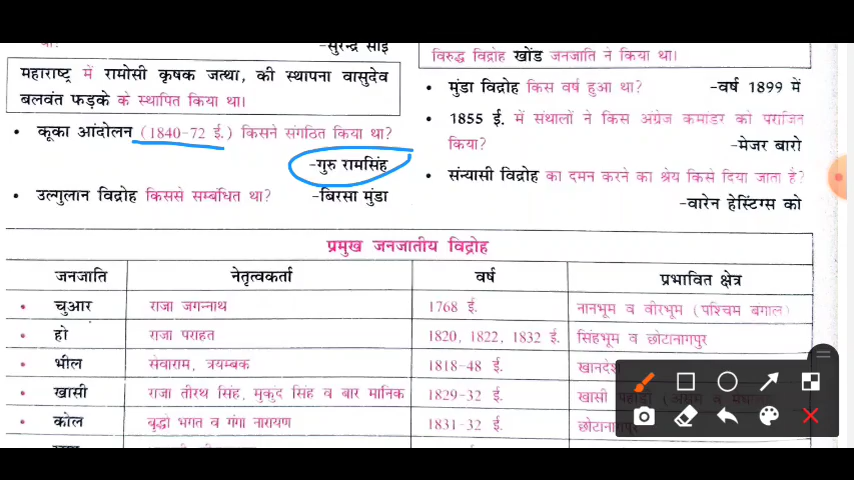 –सुरेन्द्र साई
महाराष्ट्र में रामोसी कृषक जत्था, की स्थापना वासुदेव
बलवंत फड़के के स्थापित किया था।
• कूका आंदोलन (1840-72 ई.) किसने संगठित किया था?
–गुरु रामसिंह
• उल्गुलान विद्रोह किससे सम्बंधित था? –बिरसा मुंडा
विरुद्ध विद्रोह खोंड जनजाति ने किया था।
• मुंडा विद्रोह किस वर्ष हुआ था? –वर्ष 1899 में
• 1855 ई. में संथालों ने किस अंग्रेज कमांडर को पराजित
किया? –मेजर बारो
• संन्यासी विद्रोह का दमन करने का श्रेय किसे दिया जाता है?
–वारेन हेस्टिंग्स को
प्रमुख जनजातीय विद्रोह
जनजाति नेतृत्वकर्ता वर्ष प्रभावित क्षेत्र
• चुआर राजा जगन्नाथ 1768 ई. नानभूम व वीरभूम (पश्चिम बंगाल)
• हो राजा पराहत 1820, 1822, 1832 ई. सिंहभूम व छोटानागपुर
• भील सेवाराम, त्रयम्बक 1818-48 ई. खानदेश
• खासी राजा तीरथ सिंह, मुकुंद सिंह व बार मानिक 1829-32 ई. खासी
• कोल बुद्धो भगत व गंगा नारायण 1831-32 ई. छोटानागपुर